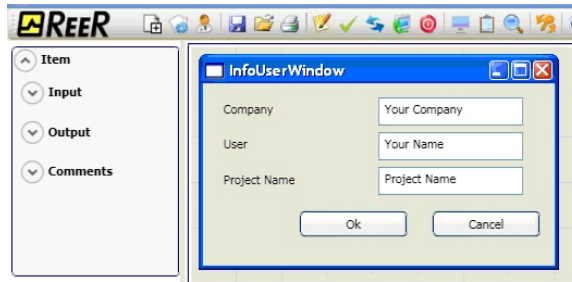 REER
Item
Input
Output
Comments
InfoUserWindow
Company
Your Company
User
Your Name
Project Name
Project Name
Ok
Cancel